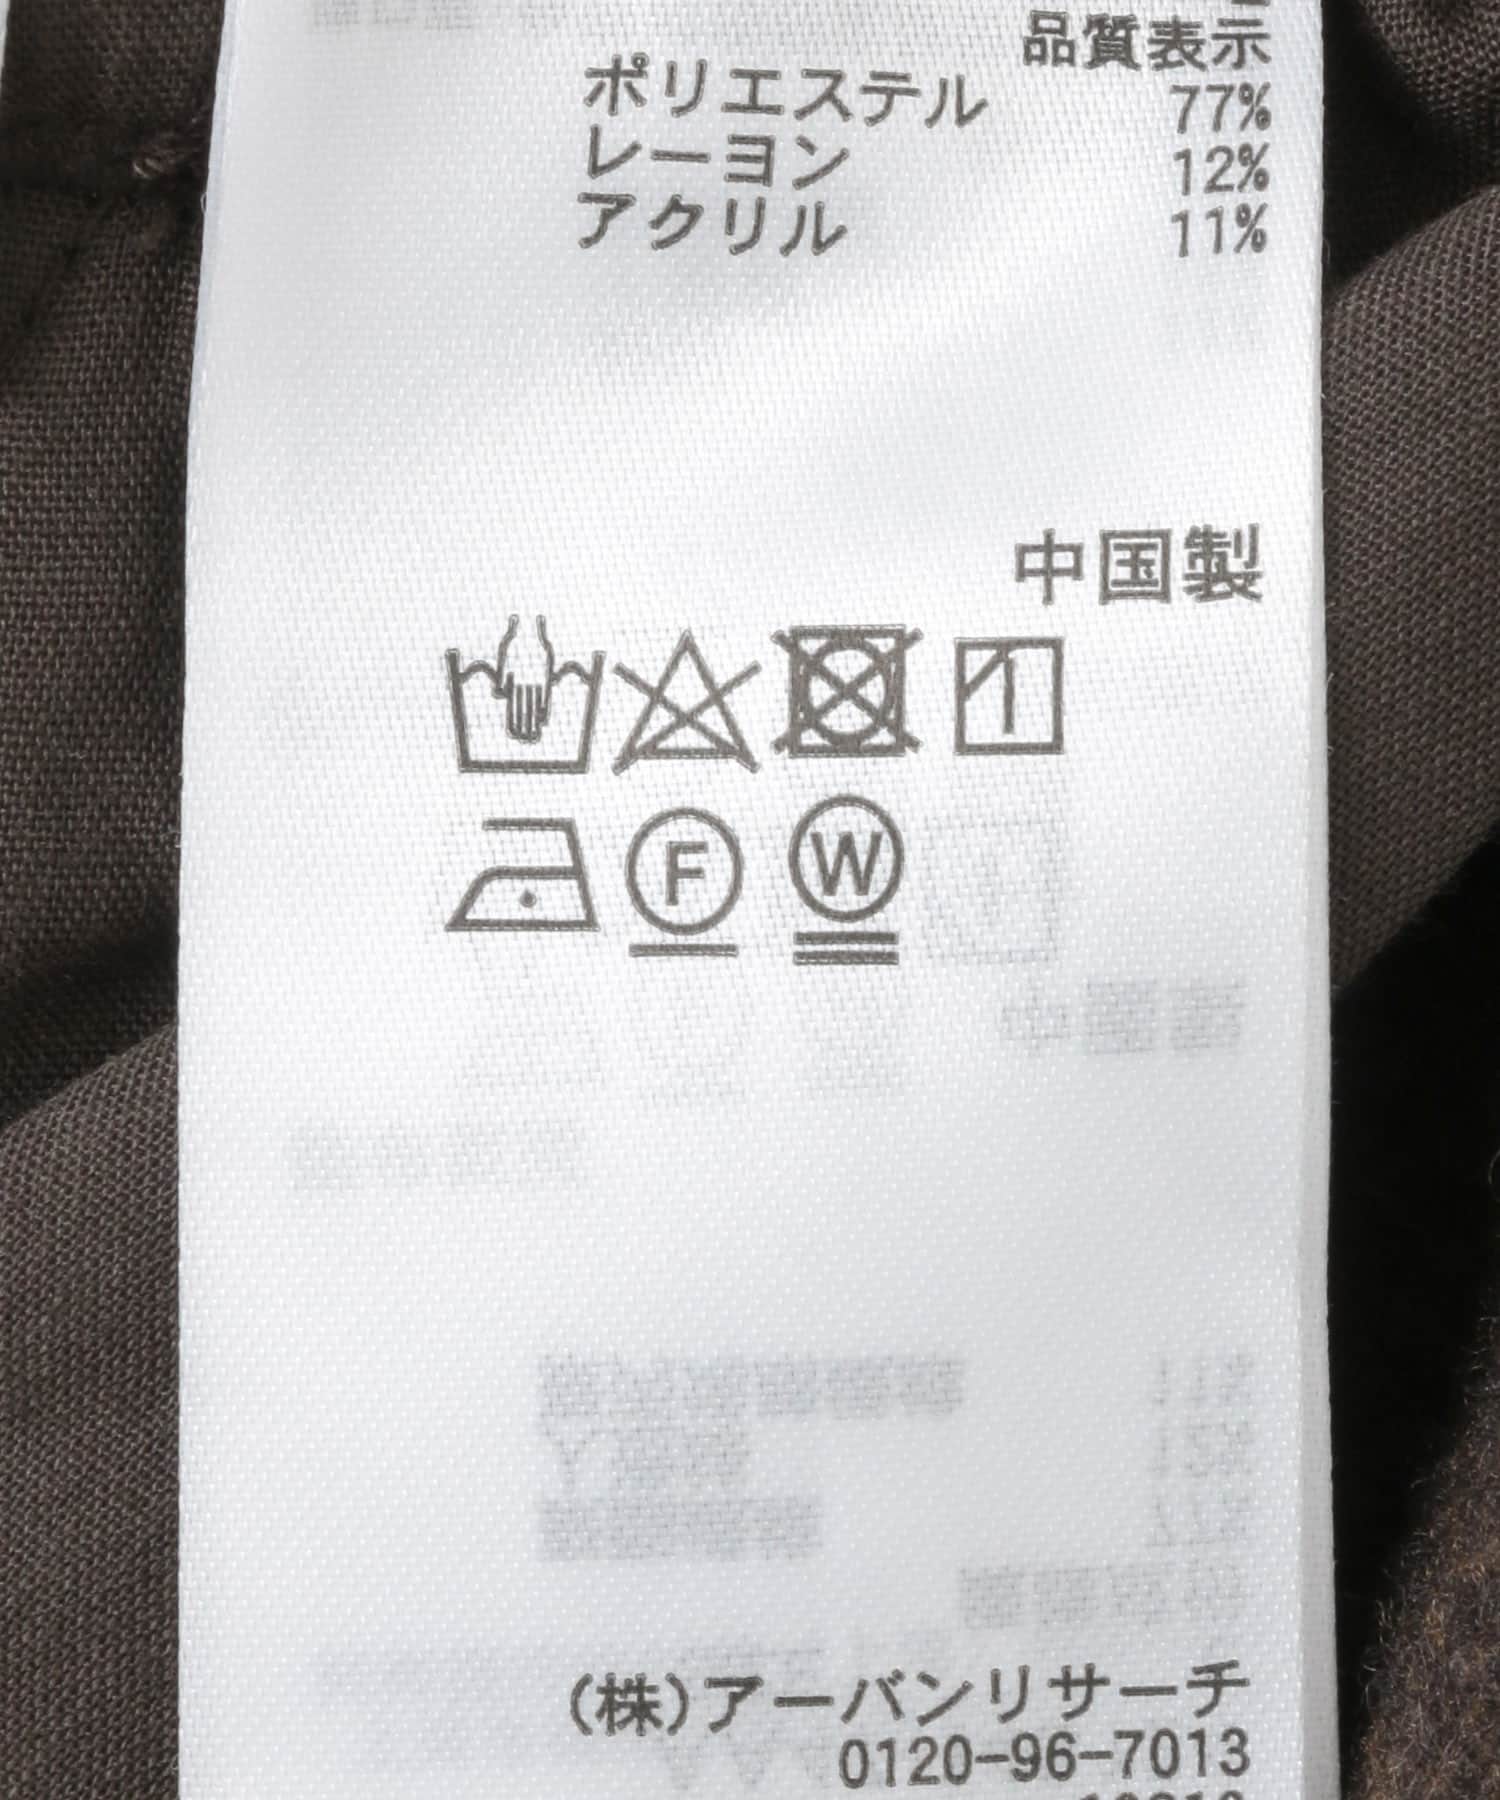 品質表示
ポリエステル 77%
レーヨン 12%
アクリル 11%
中国製
F W
(株)アーバンリサーチ
0120-96-7013